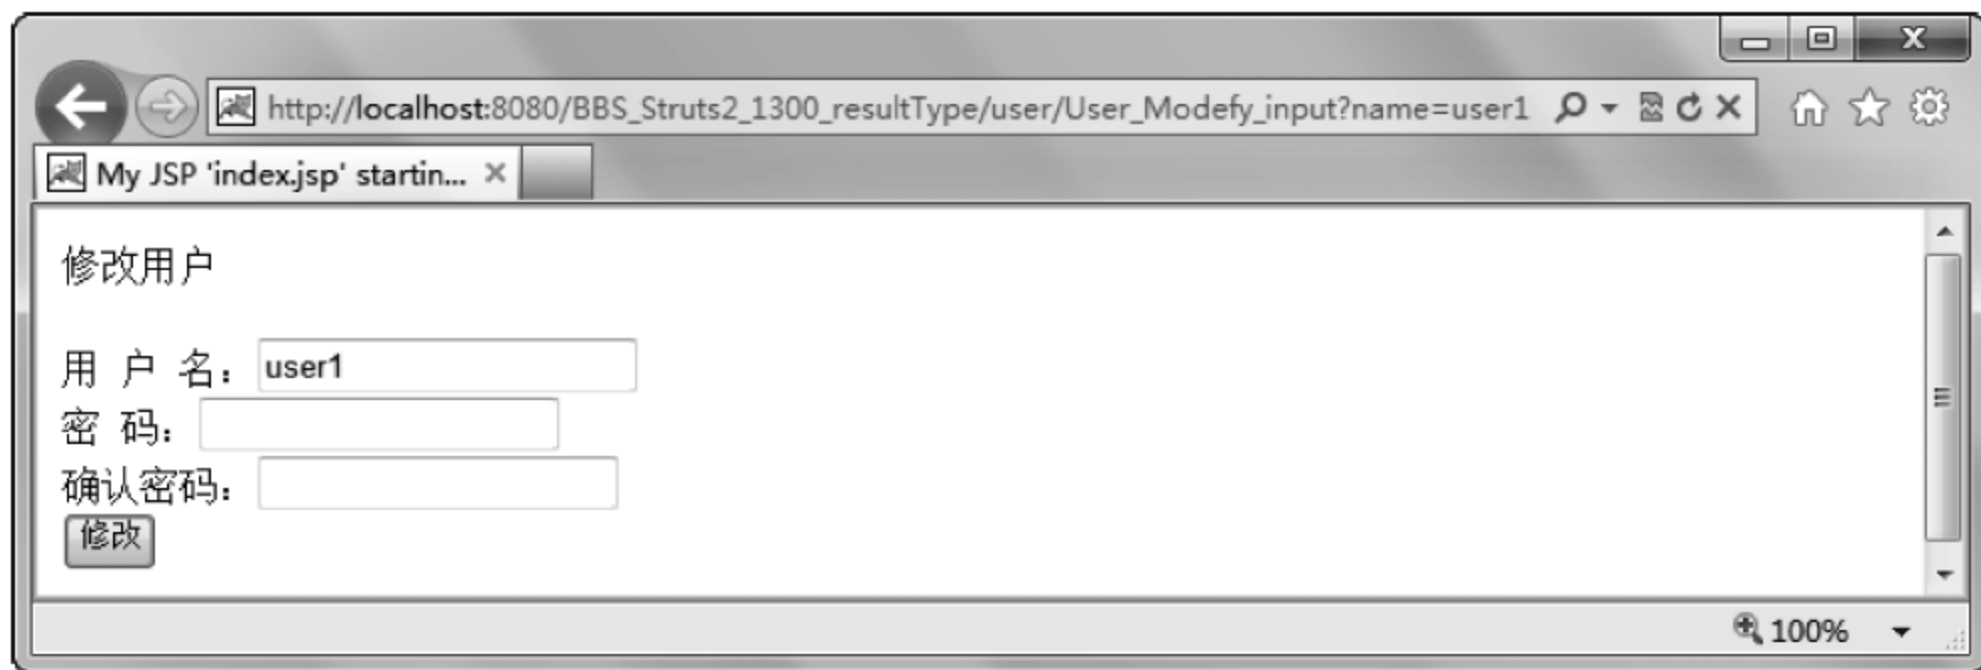 http://localhost:8080/BBS_Struts2_1300_resultType/user/User_Modefy_input?name=user1
My JSP 'index.jsp' startin...
修改用户
用 户 名：user1
密 码：
确认密码：
修改
100%